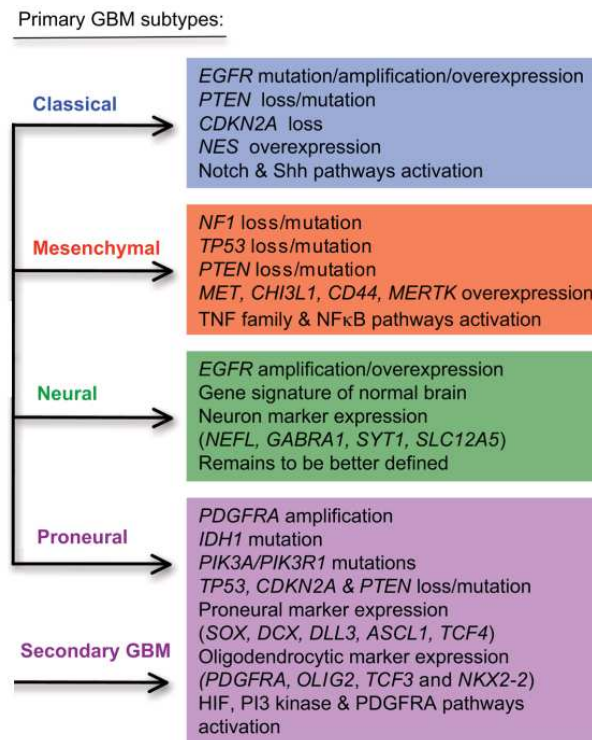 Primary GBM subtypes:
Classical
EGFR mutation/amplification/overexpression
PTEN loss/mutation
CDKN2A loss
NES overexpression
Notch & Shh pathways activation
Mesenchymal
NF1 loss/mutation
TP53 loss/mutation
PTEN loss/mutation
MET, CHI3L1, CD44, MERTK overexpression
TNF family & NFκB pathways activation
Neural
EGFR amplification/overexpression
Gene signature of normal brain
Neuron marker expression
(NEFL, GABRA1, SYT1, SLC12A5)
Remains to be better defined
Proneural
Secondary GBM
PDGFRA amplification
IDH1 mutation
PIK3A/PIK3R1 mutations
TP53, CDKN2A & PTEN loss/mutation
Proneural marker expression
(SOX, DCX, DLL3, ASCL1, TCF4)
Oligodendrocytic marker expression
(PDGFRA, OLIG2, TCF3 and NKX2-2)
HIF, PI3 kinase & PDGFRA pathways
activation